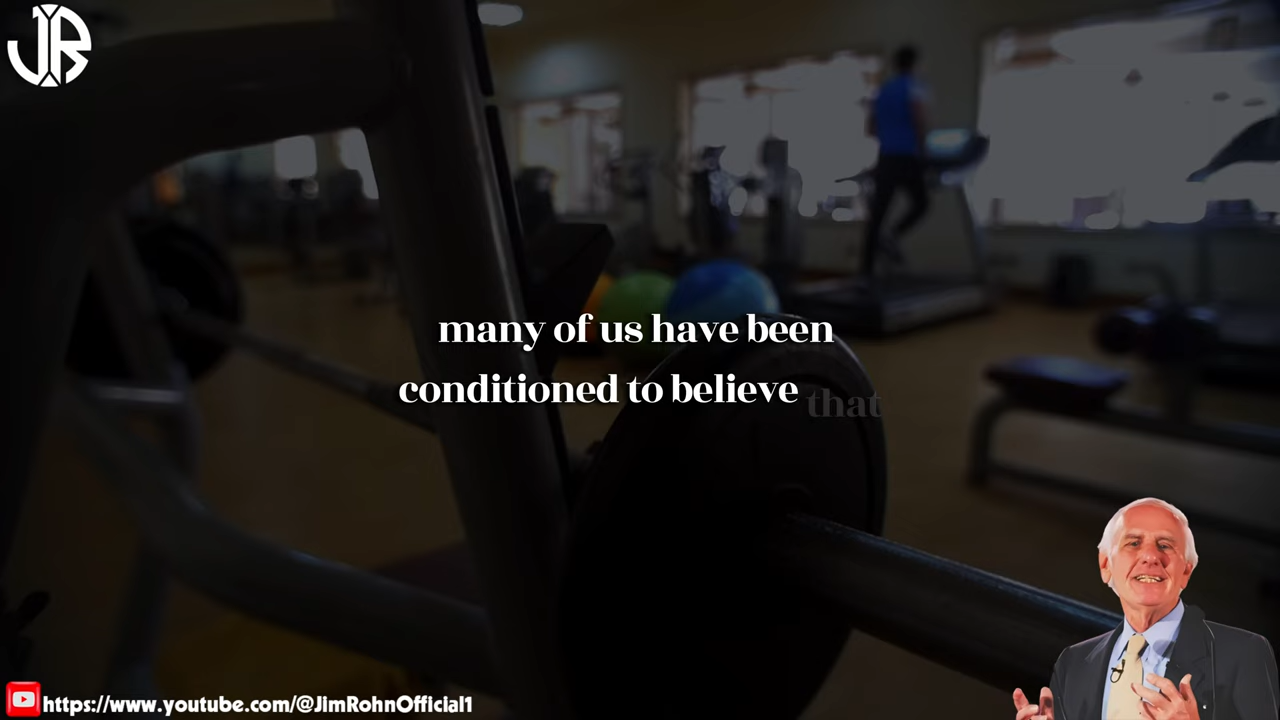 JR
many of us have been
conditioned to believe that
https://www.youtube.com/@JimRohnOfficial1